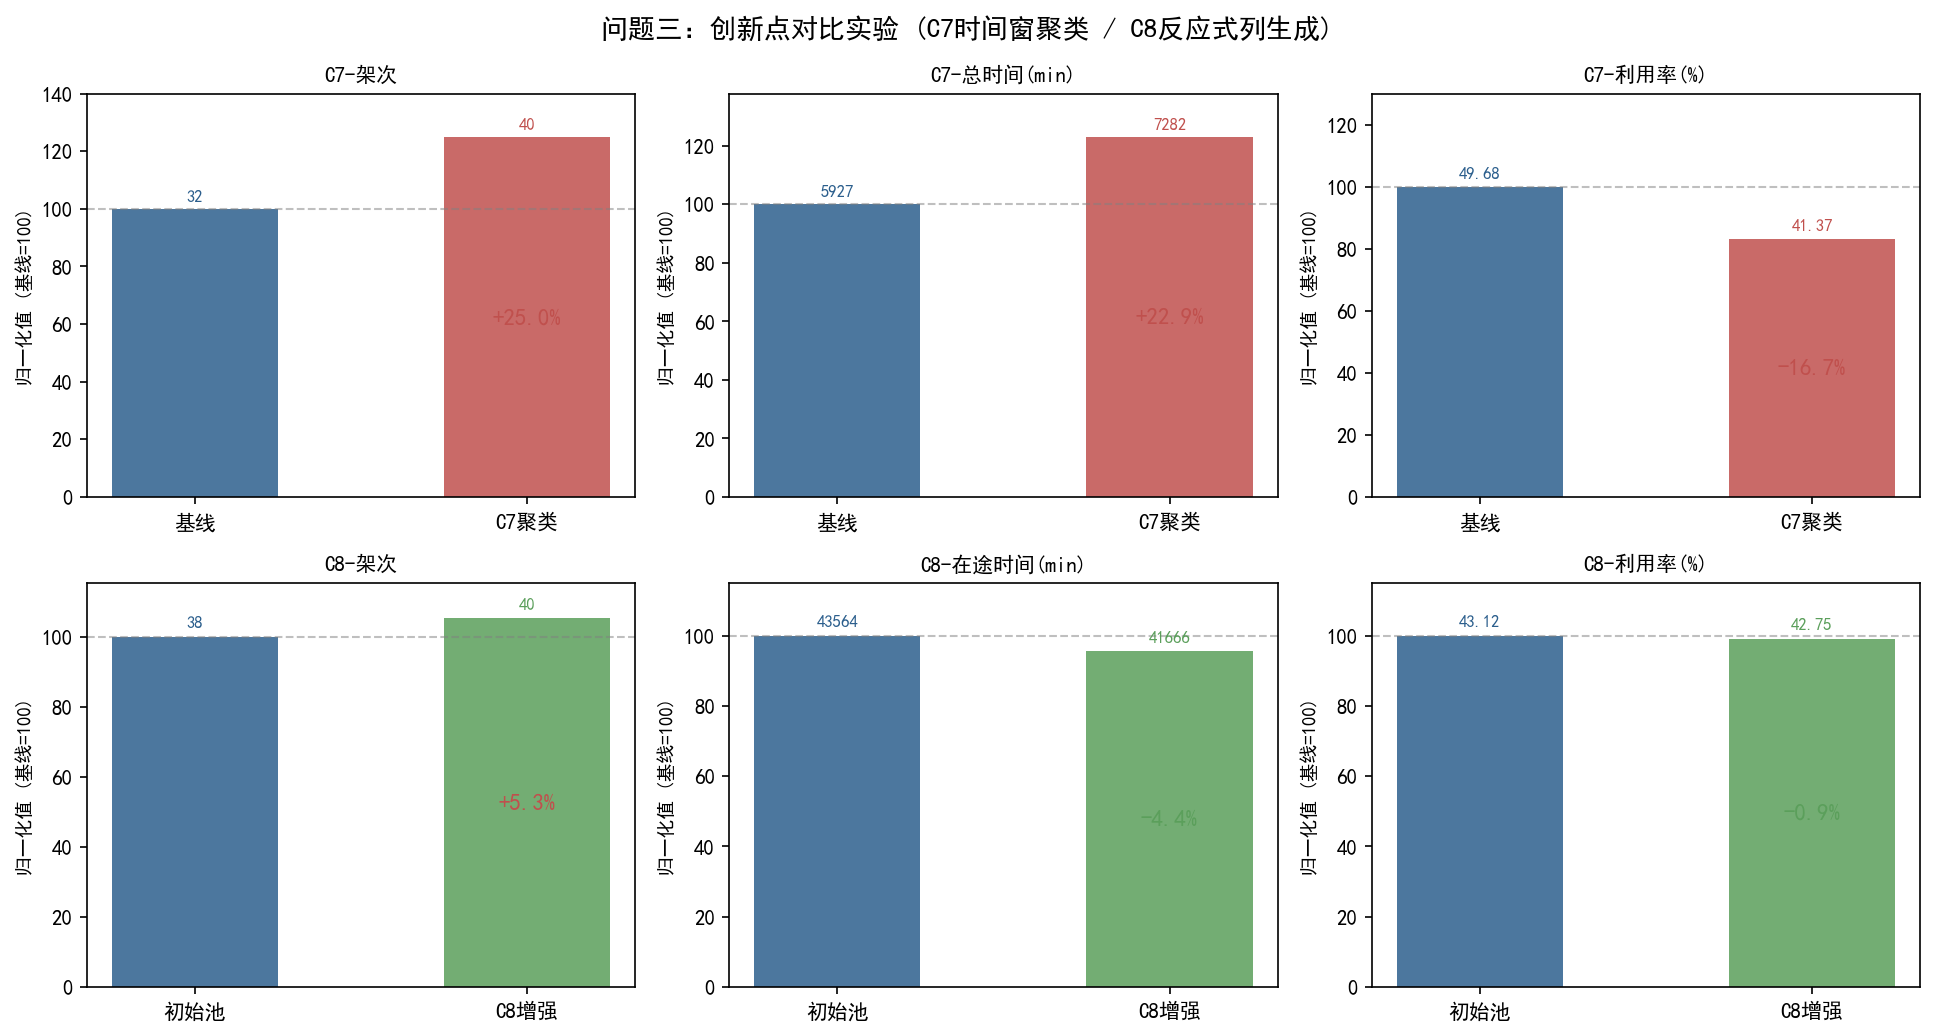 问题三：创新点对比实验 (C7时间窗聚类 / C8反应式列生成)
C7-架次
归一化值 (基线=100)
140
120
100
80
60
40
20
0
32
40
+25.0%
基线
C7聚类
C7-总时间(min)
归一化值 (基线=100)
120
100
80
60
40
20
0
5927
7282
+22.9%
基线
C7聚类
C7-利用率(%)
归一化值 (基线=100)
120
100
80
60
40
20
0
49.68
41.37
-16.7%
基线
C7聚类
C8-架次
归一化值 (基线=100)
100
80
60
40
20
0
38
40
+5.3%
初始池
C8增强
C8-在途时间(min)
归一化值 (基线=100)
100
80
60
40
20
0
43564
41666
-4.4%
初始池
C8增强
C8-利用率(%)
归一化值 (基线=100)
100
80
60
40
20
0
43.12
42.75
-0.9%
初始池
C8增强